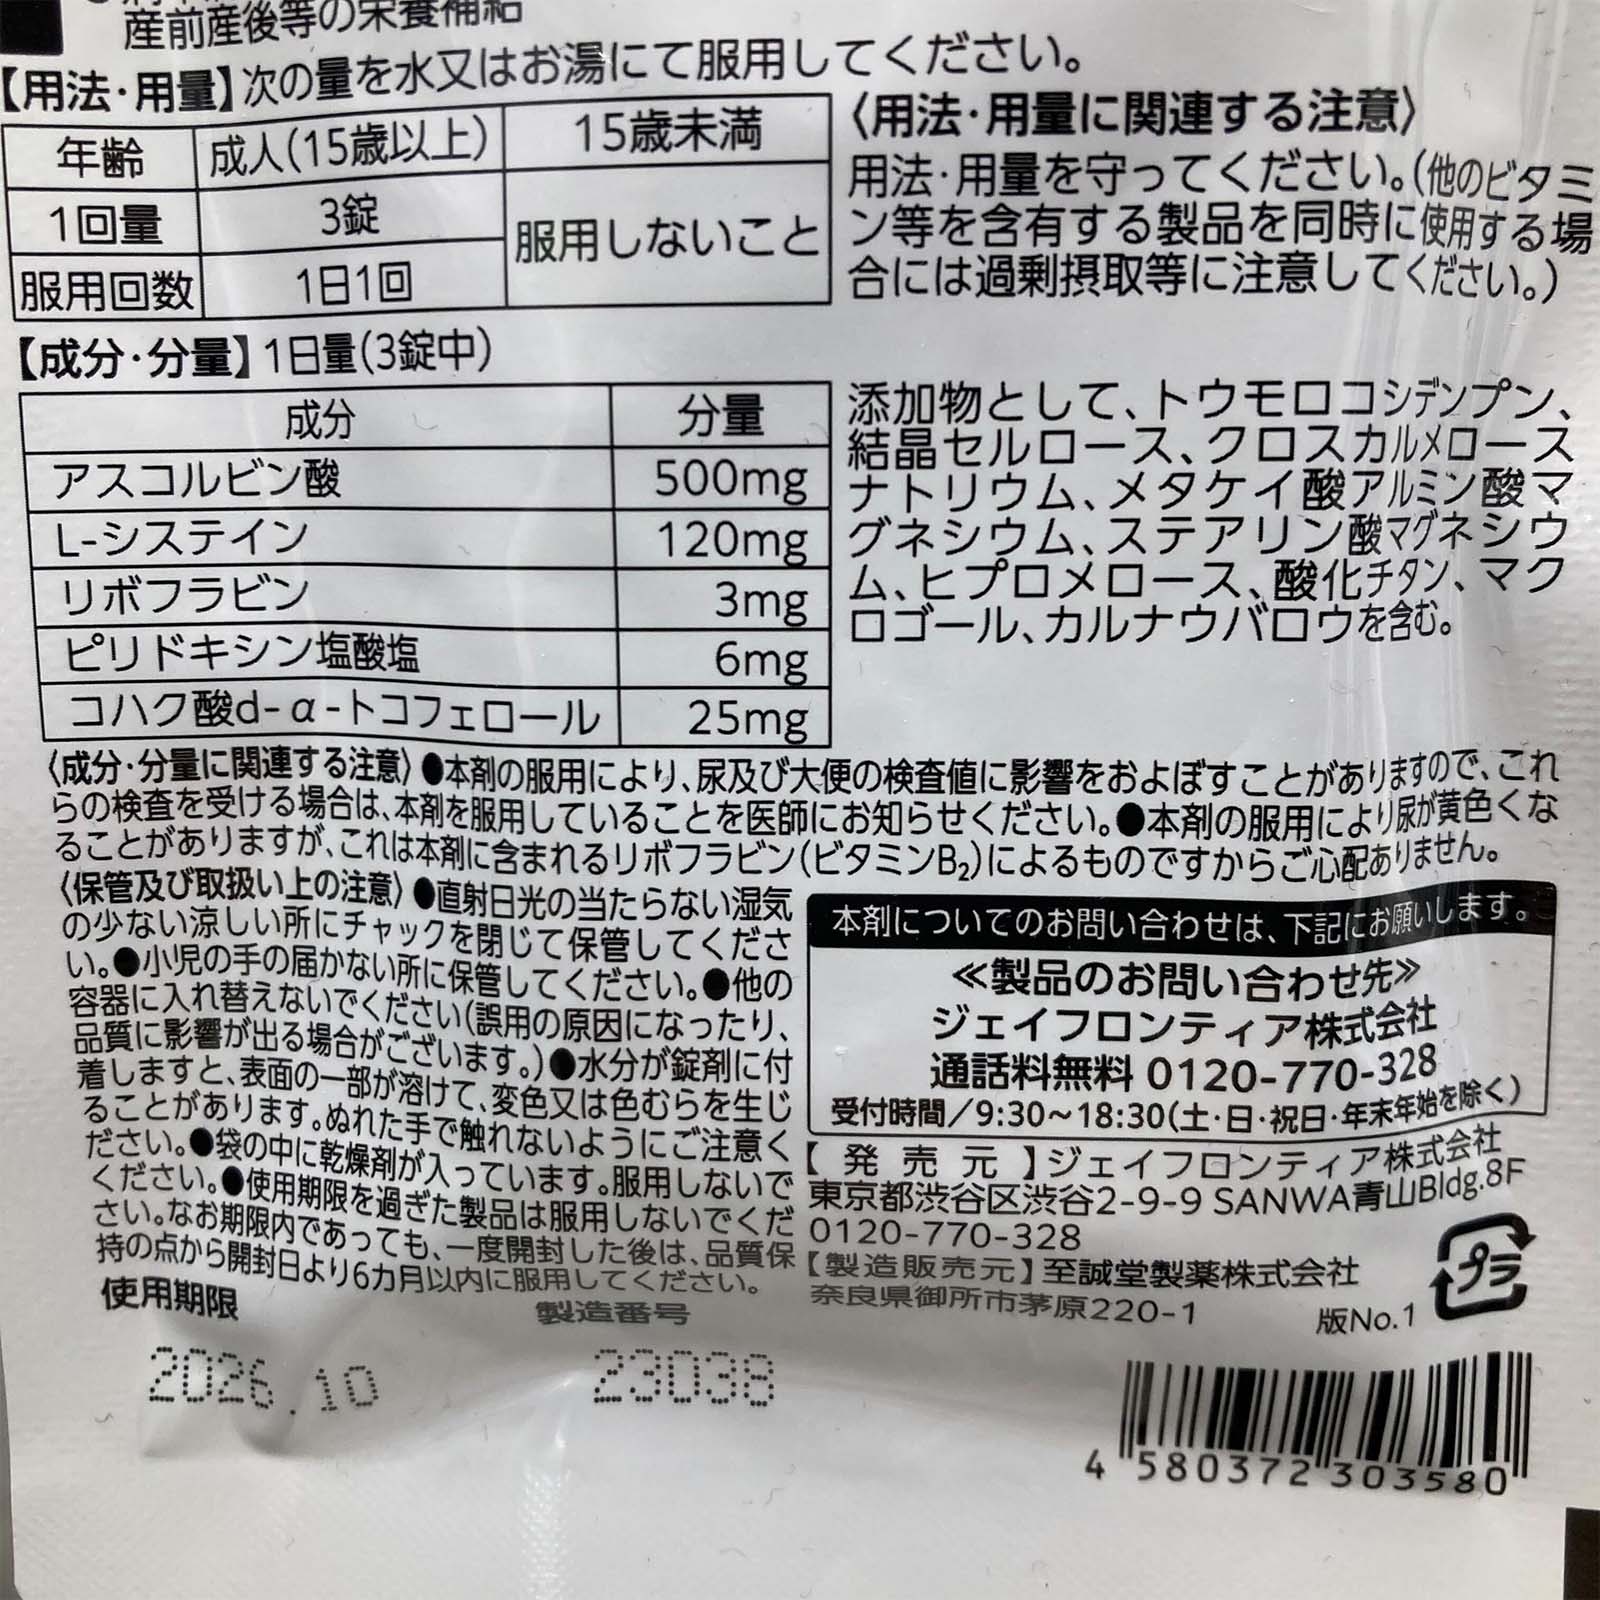 産前産後等の栄養補給
【用法・用量】次の量を水又はお湯にて服用してください。
年齢 成人(15歳以上) 15歳未満
1回量 3錠 服用しないこと
服用回数 1日1回
〈用法・用量に関連する注意〉
用法・用量を守ってください。(他のビタミ
ン等を含有する製品を同時に使用する場
合には過剰摂取等に注意してください。)
【成分・分量】1日量(3錠中)
成分 分量
アスコルビン酸 500mg
L-システイン 120mg
リボフラビン 3mg
ピリドキシン塩酸塩 6mg
コハク酸d-α-トコフェロール 25mg
添加物として、トウモロコシデンプン、
結晶セルロース、クロスカルメロース
ナトリウム、メタケイ酸アルミン酸マ
グネシウム、ステアリン酸マグネシウ
ム、ヒプロメロース、酸化チタン、マク
ロゴール、カルナウバロウを含む。
〈成分・分量に関連する注意〉●本剤の服用により、尿及び大便の検査値に影響をおよぼすことがありますので、これ
らの検査を受ける場合は、本剤を服用していることを医師にお知らせください。●本剤の服用により尿が黄色くな
ることがありますが、これは本剤に含まれるリボフラビン(ビタミンB₂)によるものですからご心配ありません。
〈保管及び取扱い上の注意〉●直射日光の当たらない湿気
の少ない涼しい所にチャックを閉じて保管してくださ
い。●小児の手の届かない所に保管してください。●他の
容器に入れ替えないでください(誤用の原因になったり、
品質に影響が出る場合がございます。)●水分が錠剤に付
着しますと、表面の一部が溶けて、変色又は色むらを生じ
ることがあります。ぬれた手で触れないようにご注意く
ださい。●袋の中に乾燥剤が入っています。服用しないで
ください。●使用期限を過ぎた製品は服用しないでくだ
さい。なお期限内であっても、一度開封した後は、品質保
持の点から開封日より6カ月以内に服用してください。
本剤についてのお問い合わせは、下記にお願いします。
≪製品のお問い合わせ先≫
ジェイフロンティア株式会社
通話料無料 0120-770-328
受付時間/9:30~18:30(土・日・祝日・年末年始を除く)
【発売元】ジェイフロンティア株式会社
東京都渋谷区渋谷2-9-9 SANWA青山Bldg.8F
0120-770-328
【製造販売元】至誠堂製薬株式会社
奈良県御所市茅原220-1
版No.1
プラ
使用期限 製造番号
2026.10 23038
4 580372 303580